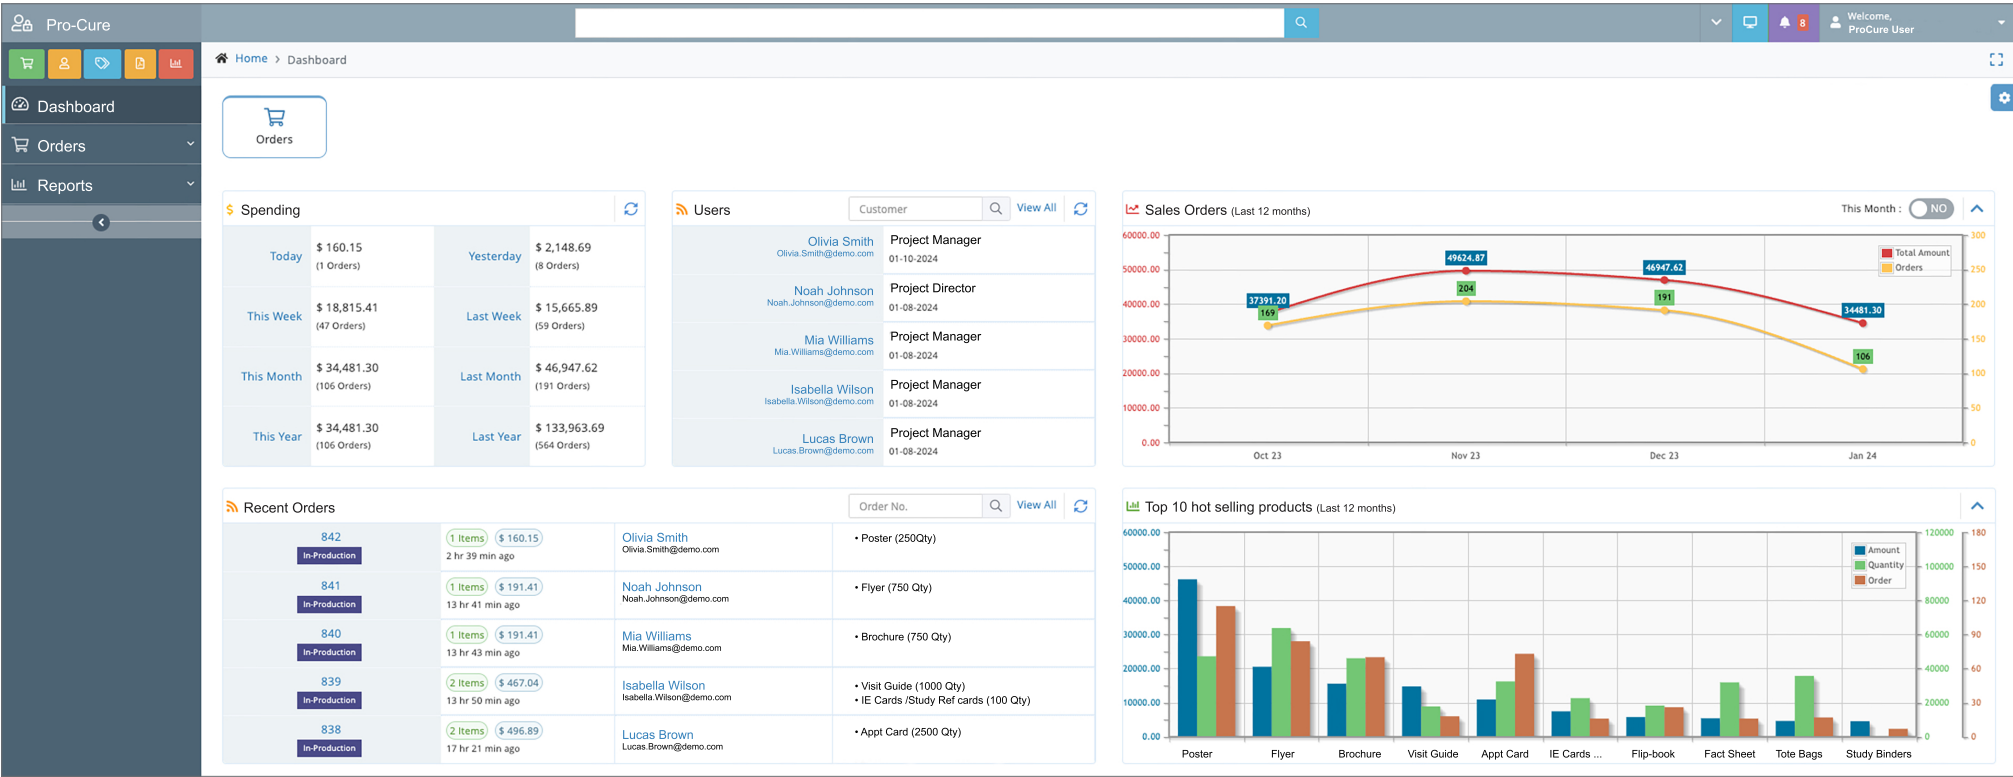 Pro-Cure
8
Welcome,
ProCure User
Home > Dashboard
Dashboard
Orders
Reports
Orders
Spending
Today
$ 160.15
(1 Orders)
Yesterday
$ 2,148.69
(8 Orders)
This Week
$ 18,815.41
(47 Orders)
Last Week
$ 15,665.89
(59 Orders)
This Month
$ 34,481.30
(106 Orders)
Last Month
$ 46,947.62
(191 Orders)
This Year
$ 34,481.30
(106 Orders)
Last Year
$ 133,963.69
(564 Orders)
Users
Customer
View All
Olivia Smith
Olivia.Smith@demo.com
Project Manager
01-10-2024
Noah Johnson
Noah.Johnson@demo.com
Project Director
01-08-2024
Mia Williams
Mia.Williams@demo.com
Project Manager
01-08-2024
Isabella Wilson
Isabella.Wilson@demo.com
Project Manager
01-08-2024
Lucas Brown
Lucas.Brown@demo.com
Project Manager
01-08-2024
Sales Orders (Last 12 months)
This Month : NO
60000.00
50000.00
40000.00
30000.00
20000.00
10000.00
0.00
300
250
200
150
100
50
0
Total Amount
Orders
37391.20
169
49624.87
204
46947.62
191
34481.30
106
Oct 23
Nov 23
Dec 23
Jan 24
Recent Orders
Order No.
View All
842
In-Production
1 Items $ 160.15
2 hr 39 min ago
Olivia Smith
Olivia.Smith@demo.com
• Poster (250Qty)
841
In-Production
1 Items $ 191.41
13 hr 41 min ago
Noah Johnson
Noah.Johnson@demo.com
• Flyer (750 Qty)
840
In-Production
1 Items $ 191.41
13 hr 43 min ago
Mia Williams
Mia.Williams@demo.com
• Brochure (750 Qty)
839
In-Production
2 Items $ 467.04
13 hr 50 min ago
Isabella Wilson
Isabella.Wilson@demo.com
• Visit Guide (1000 Qty)
• IE Cards /Study Ref cards (100 Qty)
838
In-Production
2 Items $ 496.89
17 hr 21 min ago
Lucas Brown
Lucas.Brown@demo.com
• Appt Card (2500 Qty)
Top 10 hot selling products (Last 12 months)
60000.00
50000.00
40000.00
30000.00
20000.00
10000.00
0.00
120000
100000
80000
60000
40000
20000
0
180
150
120
90
60
30
0
Amount
Quantity
Order
Poster
Flyer
Brochure
Visit Guide
Appt Card
IE Cards ...
Flip-book
Fact Sheet
Tote Bags
Study Binders